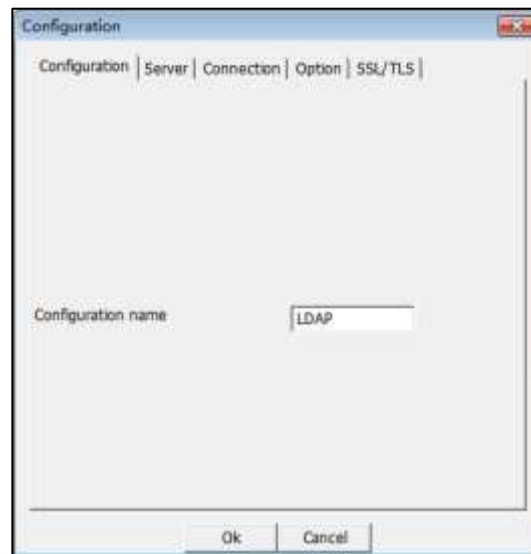 Configuration
Configuration Server Connection Option SSL/TLS
Configuration name LDAP
Ok Cancel